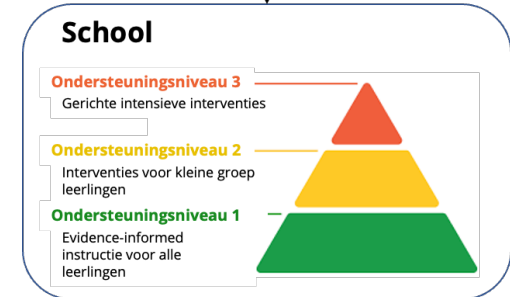 School
Ondersteuningsniveau 3
Gerichte intensieve interventies
Ondersteuningsniveau 2
Interventies voor kleine groep
leerlingen
Ondersteuningsniveau 1
Evidence-informed
instructie voor alle
leerlingen